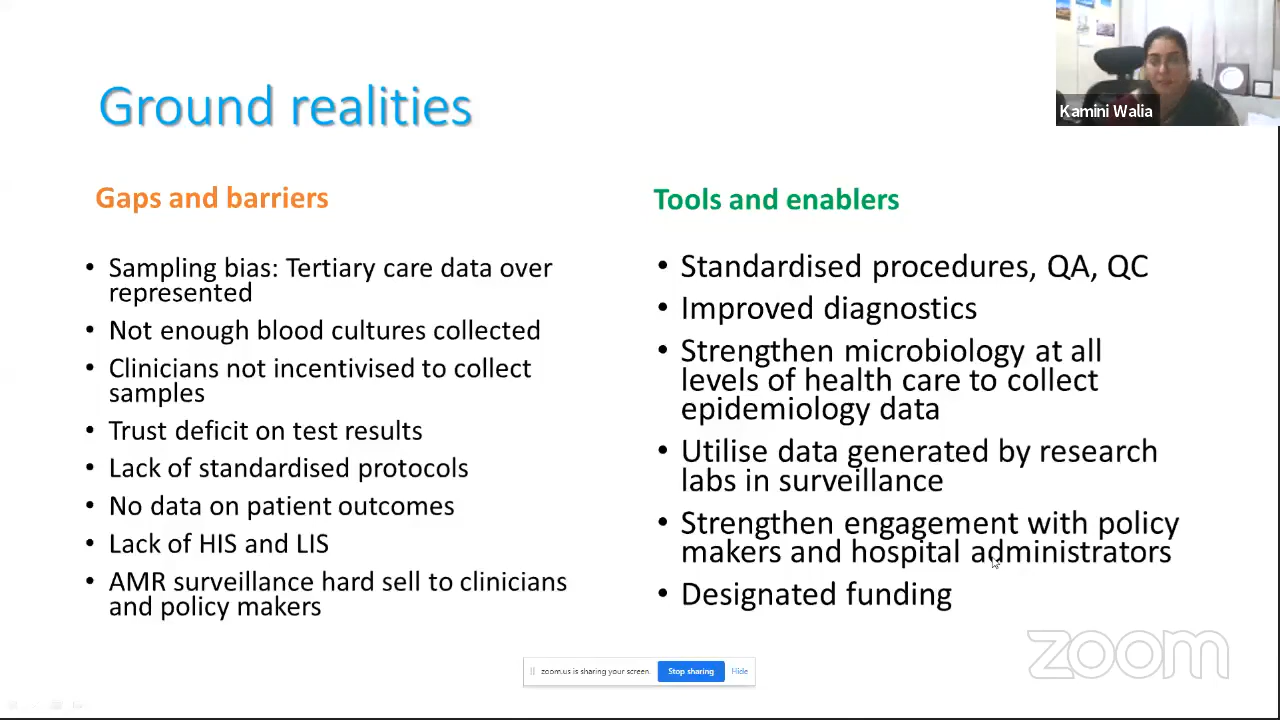 Ground realities
Kamini Walia
Gaps and barriers
• Sampling bias: Tertiary care data over
represented
• Not enough blood cultures collected
• Clinicians not incentivised to collect
samples
• Trust deficit on test results
• Lack of standardised protocols
• No data on patient outcomes
• Lack of HIS and LIS
• AMR surveillance hard sell to clinicians
and policy makers
Tools and enablers
• Standardised procedures, QA, QC
• Improved diagnostics
• Strengthen microbiology at all
levels of health care to collect
epidemiology data
• Utilise data generated by research
labs in surveillance
• Strengthen engagement with policy
makers and hospital administrators
• Designated funding
zoom
zoom.us is sharing your screen. Stop sharing Hide